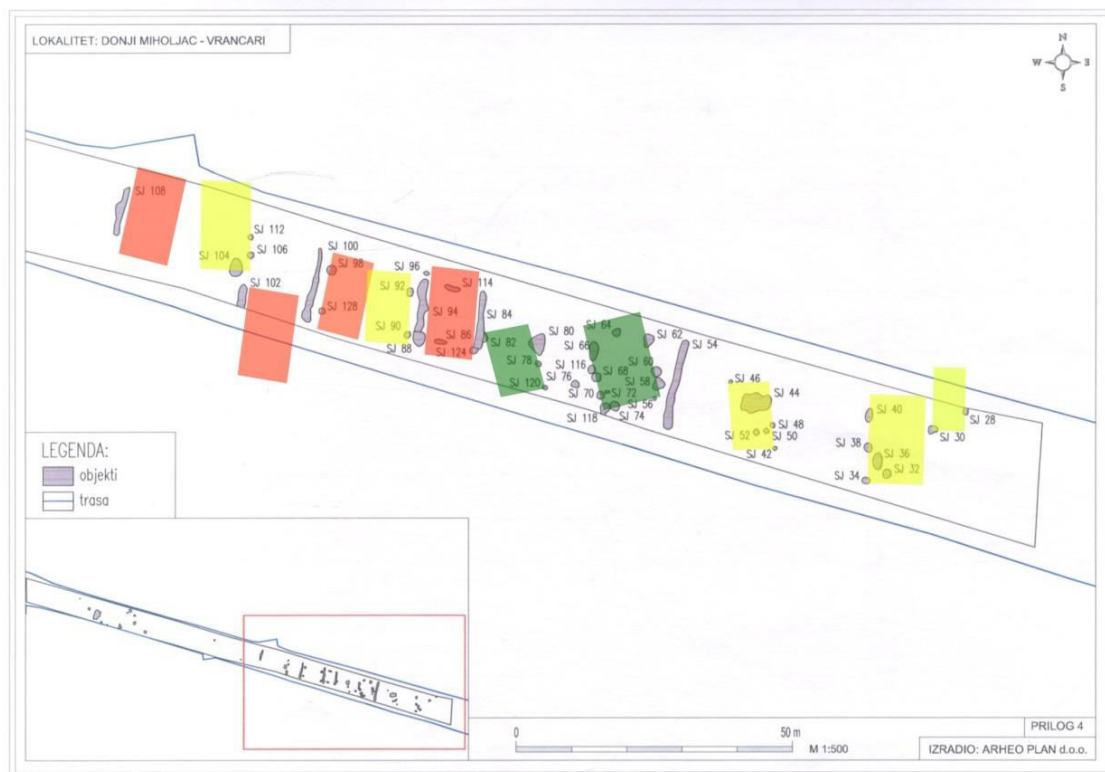 LOKALITET: DONJI MIHOLJAC - VRANCARI
N
W E
S
SJ 108
SJ 112
SJ 106
SJ 104
SJ 102
SJ 100
SJ 98
SJ 128
SJ 96
SJ 92
SJ 90
SJ 88
SJ 94
SJ 114
SJ 86
SJ 124
SJ 84
SJ 82
SJ 80
SJ 78
SJ 120
SJ 76
SJ 64
SJ 66
SJ 116
SJ 68
SJ 70
SJ 72
SJ 118
SJ 74
SJ 56
SJ 58
SJ 60
SJ 62
SJ 54
SJ 46
SJ 44
SJ 48
SJ 52
SJ 50
SJ 42
SJ 40
SJ 38
SJ 36
SJ 34
SJ 32
SJ 30
SJ 28
LEGENDA:
objekti
trasa
0 50 m
M 1:500
PRILOG 4
IZRADIO: ARHEO PLAN d.o.o.